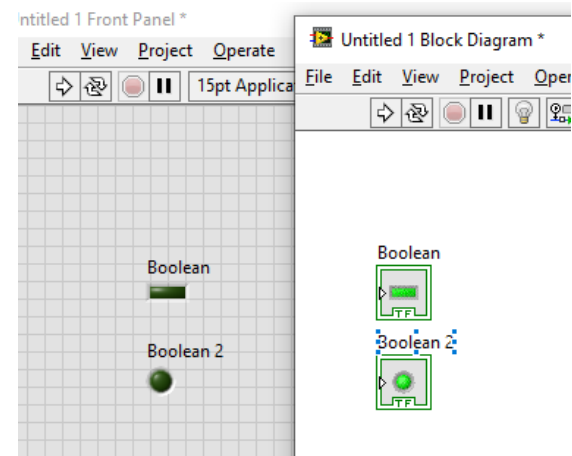 ntitled 1 Front Panel *
Edit View Project Operate
15pt Applica
Boolean
Boolean 2
Untitled 1 Block Diagram *
File Edit View Project Oper
Boolean
TF
Boolean 2
TF